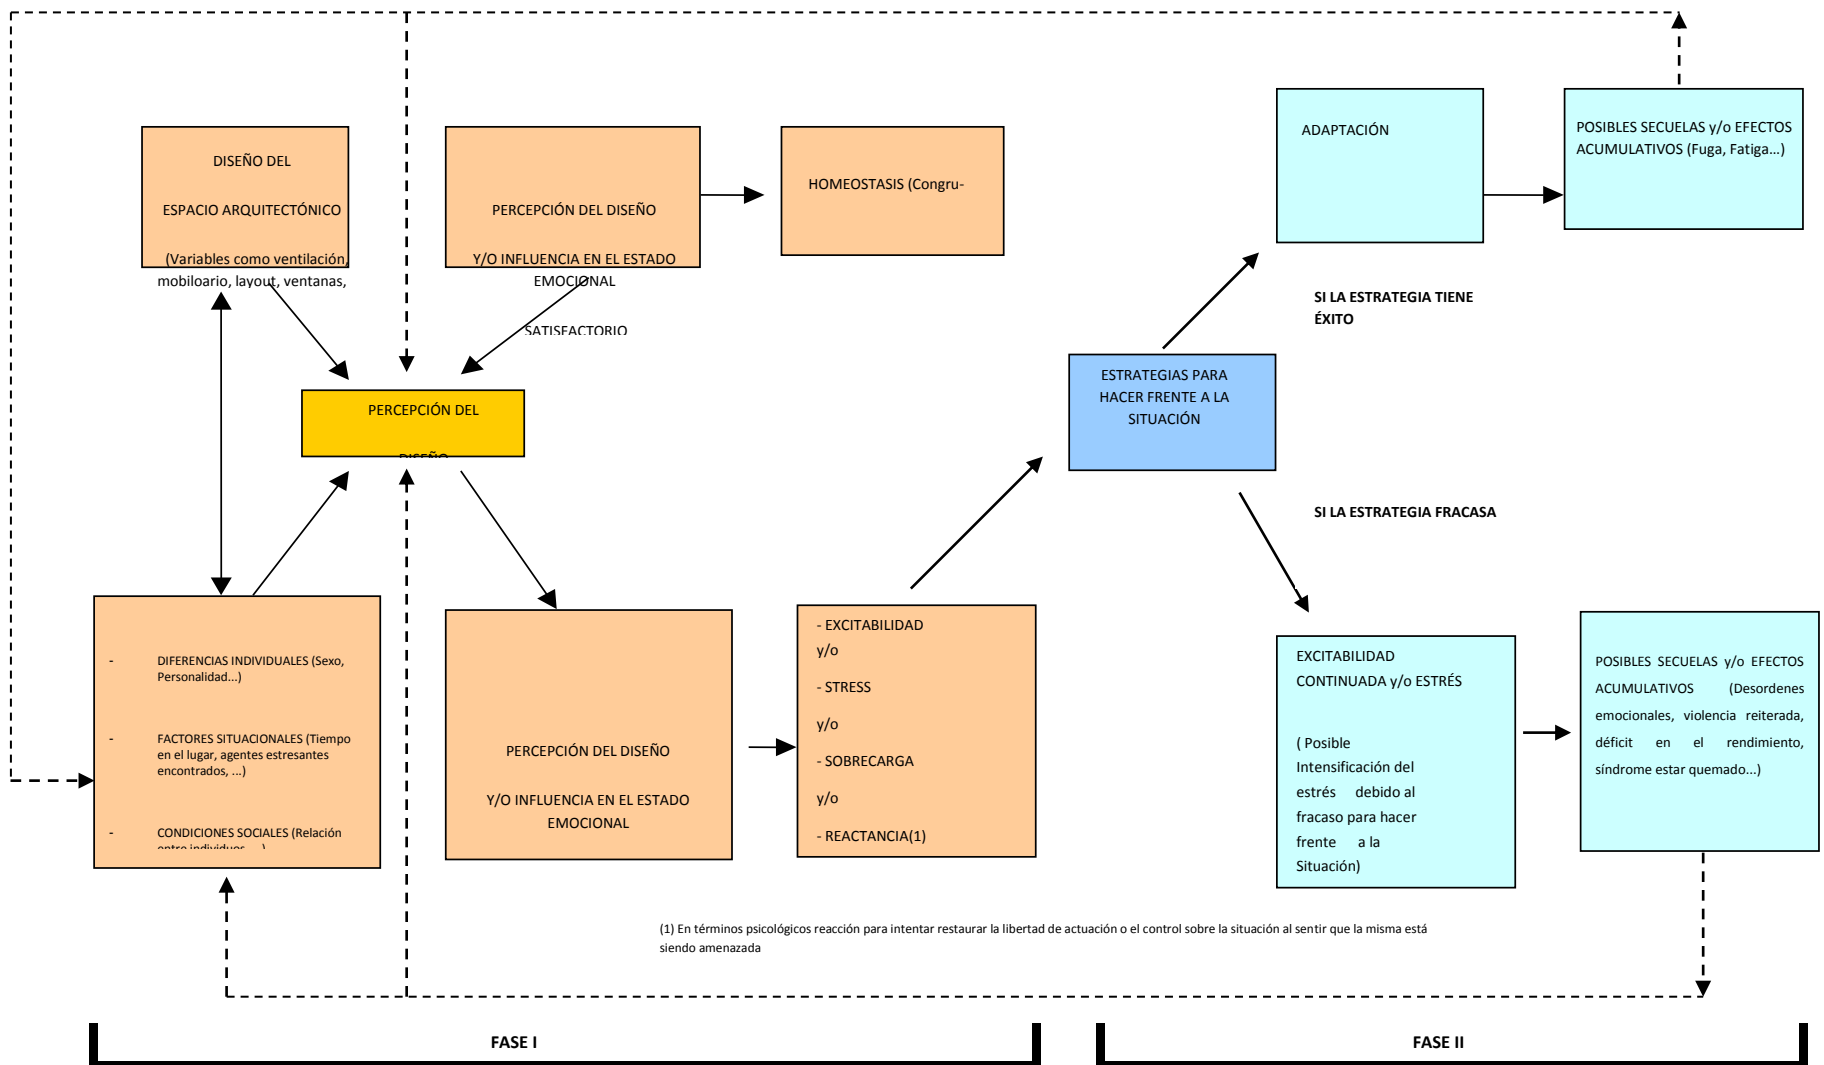 DISEÑO DEL
ESPACIO ARQUITECTÓNICO
(Variables como ventilación,
mobiloario, layout, ventanas,
PERCEPCIÓN DEL DISEÑO
Y/O INFLUENCIA EN EL ESTADO
EMOCIONAL
SATISFACTORIO
HOMEOSTASIS (Congru-
ADAPTACIÓN
POSIBLES SECUELAS y/o EFECTOS
ACUMULATIVOS (Fuga, Fatiga...)
SI LA ESTRATEGIA TIENE
ÉXITO
PERCEPCIÓN DEL
DISEÑO
ESTRATEGIAS PARA
HACER FRENTE A LA
SITUACIÓN
SI LA ESTRATEGIA FRACASA
- DIFERENCIAS INDIVIDUALES (Sexo,
Personalidad...)
- FACTORES SITUACIONALES (Tiempo
en el lugar, agentes estresantes
encontrados, ...)
- CONDICIONES SOCIALES (Relación
entre individuos, ...)
PERCEPCIÓN DEL DISEÑO
Y/O INFLUENCIA EN EL ESTADO
EMOCIONAL
- EXCITABILIDAD
y/o
- STRESS
y/o
- SOBRECARGA
y/o
- REACTANCIA(1)
EXCITABILIDAD
CONTINUADA y/o ESTRÉS
( Posible
Intensificación del
estrés debido al
fracaso para hacer
frente a la
Situación)
POSIBLES SECUELAS y/o EFECTOS
ACUMULATIVOS (Desordenes
emocionales, violencia reiterada,
déficit en el rendimiento,
síndrome estar quemado...)
(1) En términos psicológicos reacción para intentar restaurar la libertad de actuación o el control sobre la situación al sentir que la misma está
siendo amenazada
FASE I
FASE II